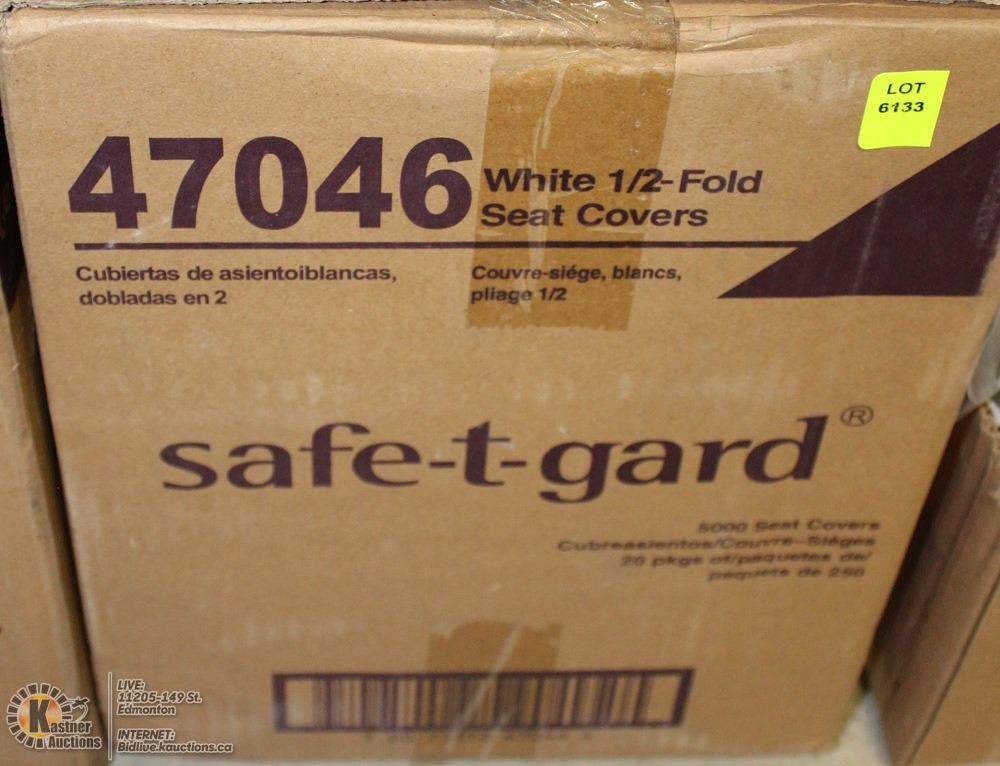 LOT
6133
47046
White 1/2-Fold
Seat Covers
Cubiertas de asientoiblancas,
dobladas en 2
Couvre-siége, blancs,
pliage 1/2
safe-t-gard®
5000 Seat Covers
Cubreasientos/Couvre-Siéges
20 pkgs of/paquetes de/
paquete de 250
Kastner
Auctions
LIVE:
11205-149 St.
Edmonton
INTERNET:
Bidlive.kauctions.ca